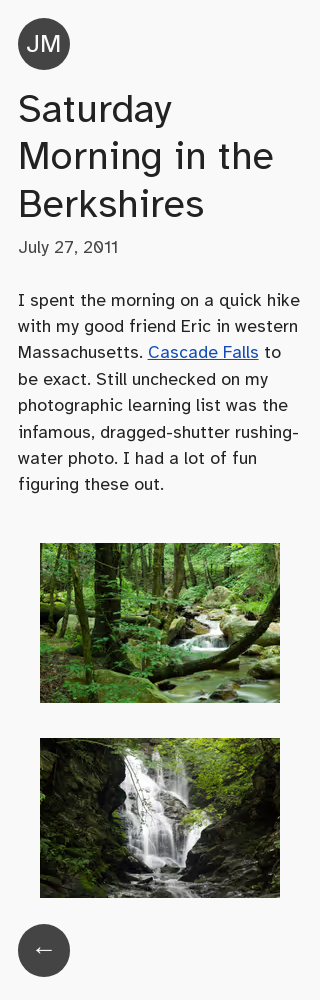 JM
Saturday
Morning in the
Berkshires
July 27, 2011
I spent the morning on a quick hike
with my good friend Eric in western
Massachusetts. Cascade Falls to
be exact. Still unchecked on my
photographic learning list was the
infamous, dragged-shutter rushing-
water photo. I had a lot of fun
figuring these out.
←